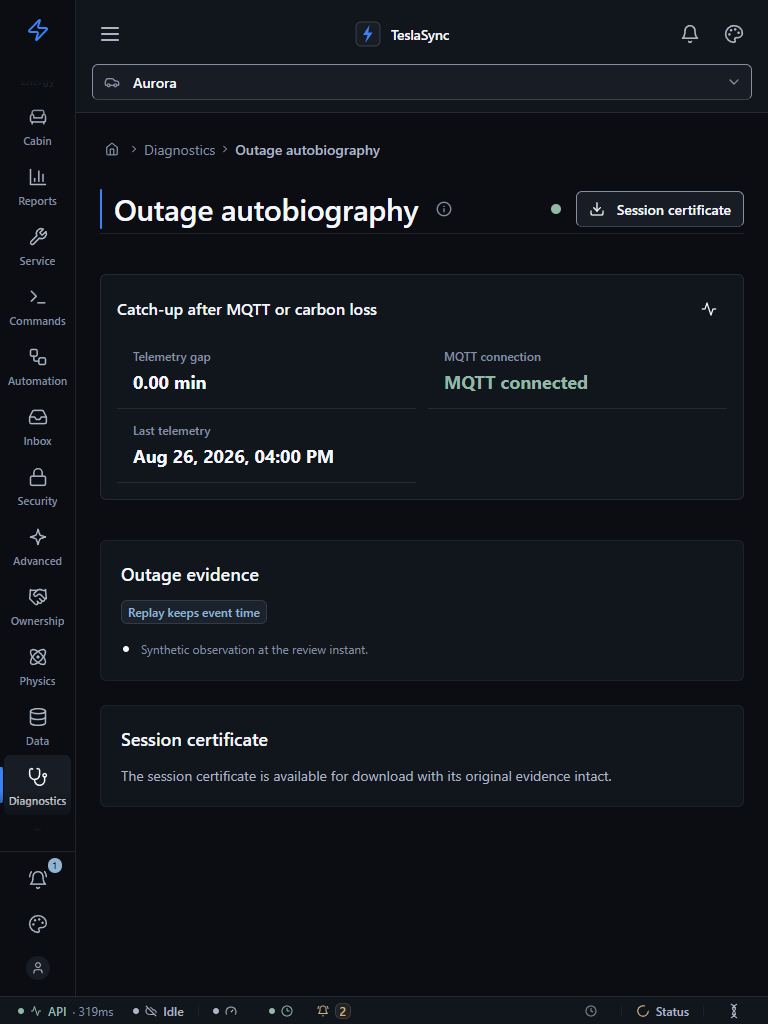 TeslaSync
Aurora
Cabin
Reports
Service
Commands
Automation
Inbox
Security
Advanced
Ownership
Physics
Data
Diagnostics
1
Diagnostics
Outage autobiography
Outage autobiography
Session certificate
Catch-up after MQTT or carbon loss
Telemetry gap
0.00 min
MQTT connection
MQTT connected
Last telemetry
Aug 26, 2026, 04:00 PM
Outage evidence
Replay keeps event time
Synthetic observation at the review instant.
Session certificate
The session certificate is available for download with its original evidence intact.
API · 319ms
Idle
2
Status